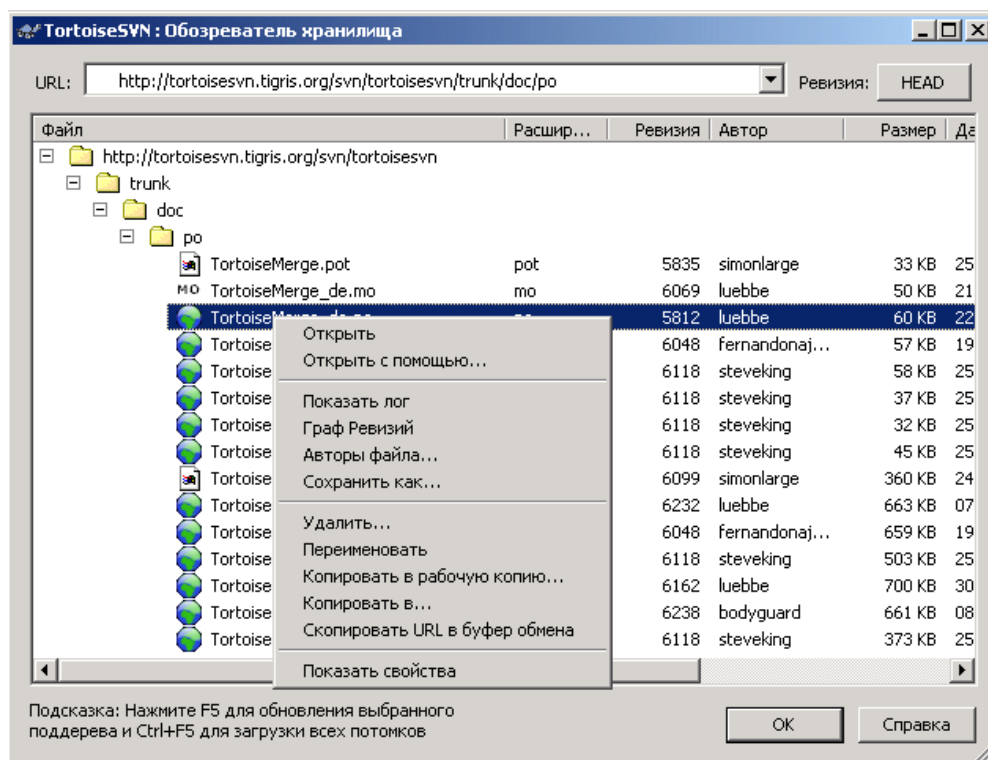 TortoiseSVN : Обозреватель хранилища
URL: http://tortoisesvn.tigris.org/svn/tortoisesvn/trunk/doc/po Ревизия: HEAD
Файл Расшир... Ревизия Автор Размер Да
http://tortoisesvn.tigris.org/svn/tortoisesvn
trunk
doc
po
TortoiseMerge.pot pot 5835 simonlarge 33 KB 25
MO TortoiseMerge_de.mo mo 6069 luebbe 50 KB 21
TortoiseMerge_de.po po 5812 luebbe 60 KB 22
Tortoise 6048 fernandonaj... 57 KB 19
Tortoise 6118 steveking 58 KB 25
Tortoise 6118 steveking 37 KB 25
Tortoise 6118 steveking 32 KB 25
Tortoise 6118 steveking 45 KB 25
Tortoise 6099 simonlarge 360 KB 24
Tortoise 6232 luebbe 663 KB 07
Tortoise 6048 fernandonaj... 659 KB 19
Tortoise 6118 steveking 503 KB 25
Tortoise 6162 luebbe 700 KB 30
Tortoise 6238 bodyguard 661 KB 08
Tortoise 6118 steveking 373 KB 25
Открыть
Открыть с помощью...
Показать лог
Граф Ревизий
Авторы файла...
Сохранить как...
Удалить...
Переименовать
Копировать в рабочую копию...
Копировать в...
Скопировать URL в буфер обмена
Показать свойства
Подсказка: Нажмите F5 для обновления выбранного
поддерева и Ctrl+F5 для загрузки всех потомков
OK Справка